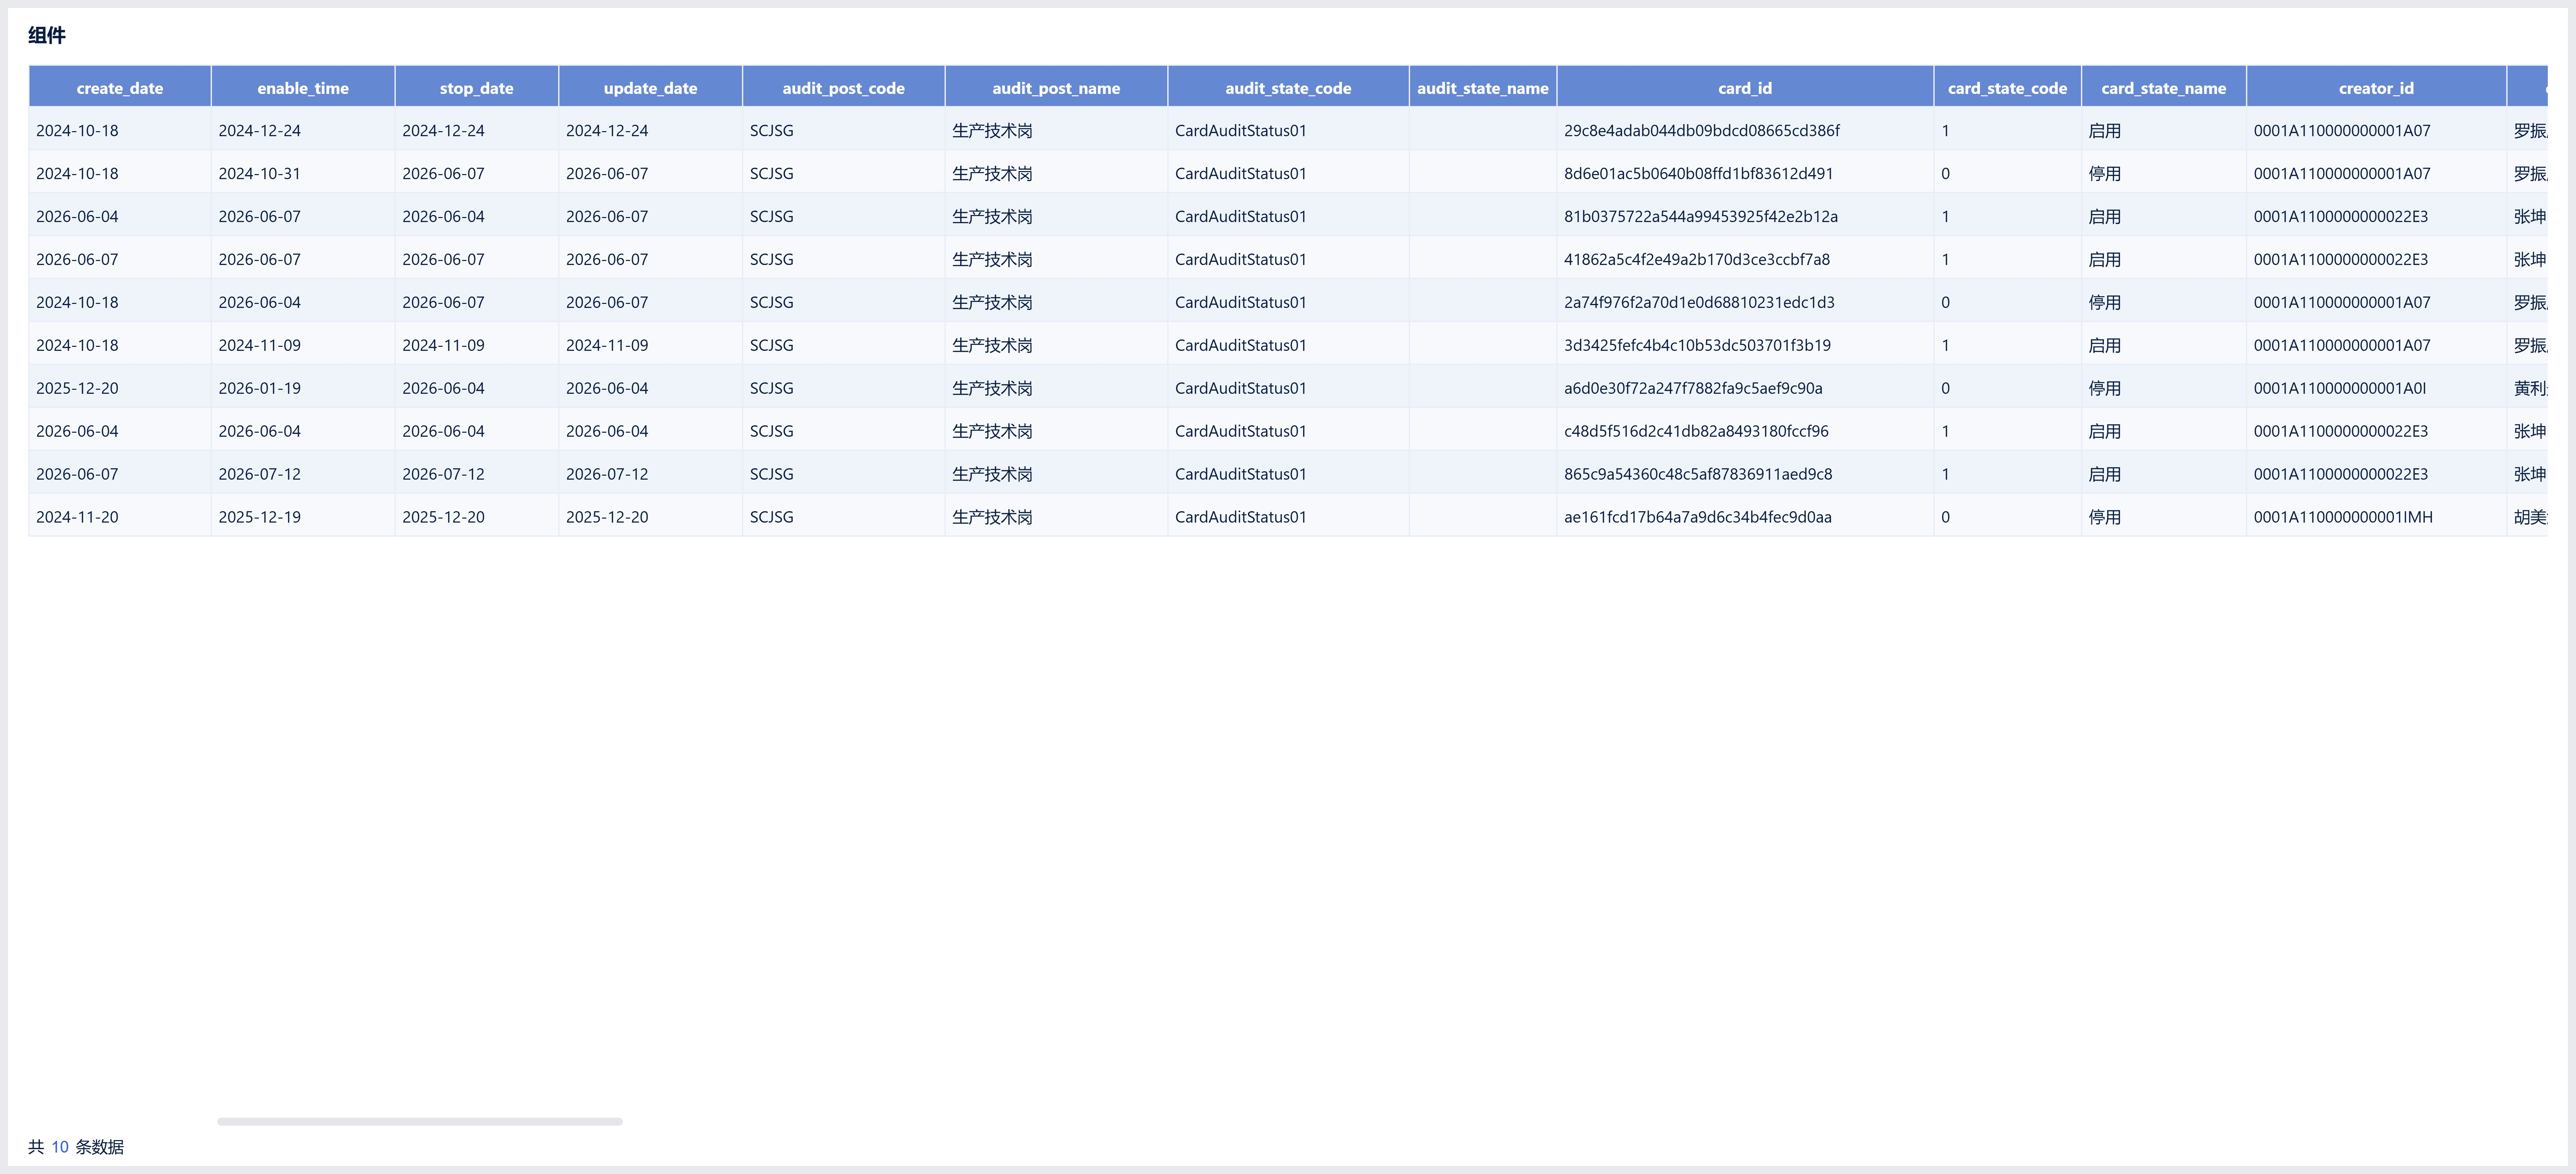 组件
create_date enable_time stop_date update_date audit_post_code audit_post_name audit_state_code audit_state_name card_id card_state_code card_state_name creator_id
2024-10-18 2024-12-24 2024-12-24 2024-12-24 SCJSG 生产技术岗 CardAuditStatus01 29c8e4adab044db09bdcd08665cd386f 1 启用 0001A110000000001A07 罗振
2024-10-18 2024-10-31 2026-06-07 2026-06-07 SCJSG 生产技术岗 CardAuditStatus01 8d6e01ac5b0640b08ffd1bf83612d491 0 停用 0001A110000000001A07 罗振
2026-06-04 2026-06-07 2026-06-04 2026-06-07 SCJSG 生产技术岗 CardAuditStatus01 81b0375722a544a99453925f42e2b12a 1 启用 0001A1100000000022E3 张坤
2026-06-07 2026-06-07 2026-06-07 2026-06-07 SCJSG 生产技术岗 CardAuditStatus01 41862a5c4f2e49a2b170d3ce3ccbf7a8 1 启用 0001A1100000000022E3 张坤
2024-10-18 2026-06-04 2026-06-07 2026-06-07 SCJSG 生产技术岗 CardAuditStatus01 2a74f976f2a70d1e0d68810231edc1d3 0 停用 0001A110000000001A07 罗振
2024-10-18 2024-11-09 2024-11-09 2024-11-09 SCJSG 生产技术岗 CardAuditStatus01 3d3425fefc4b4c10b53dc503701f3b19 1 启用 0001A110000000001A07 罗振
2025-12-20 2026-01-19 2026-06-04 2026-06-04 SCJSG 生产技术岗 CardAuditStatus01 a6d0e30f72a247f7882fa9c5aef9c90a 0 停用 0001A110000000001A0I 黄利
2026-06-04 2026-06-04 2026-06-04 2026-06-04 SCJSG 生产技术岗 CardAuditStatus01 c48d5f516d2c41db82a8493180fccf96 1 启用 0001A1100000000022E3 张坤
2026-06-07 2026-07-12 2026-07-12 2026-07-12 SCJSG 生产技术岗 CardAuditStatus01 865c9a54360c48c5af87836911aed9c8 1 启用 0001A1100000000022E3 张坤
2024-11-20 2025-12-19 2025-12-20 2025-12-20 SCJSG 生产技术岗 CardAuditStatus01 ae161fcd17b64a7a9d6c34b4fec9d0aa 0 停用 0001A110000000001IMH 胡美
共 10 条数据